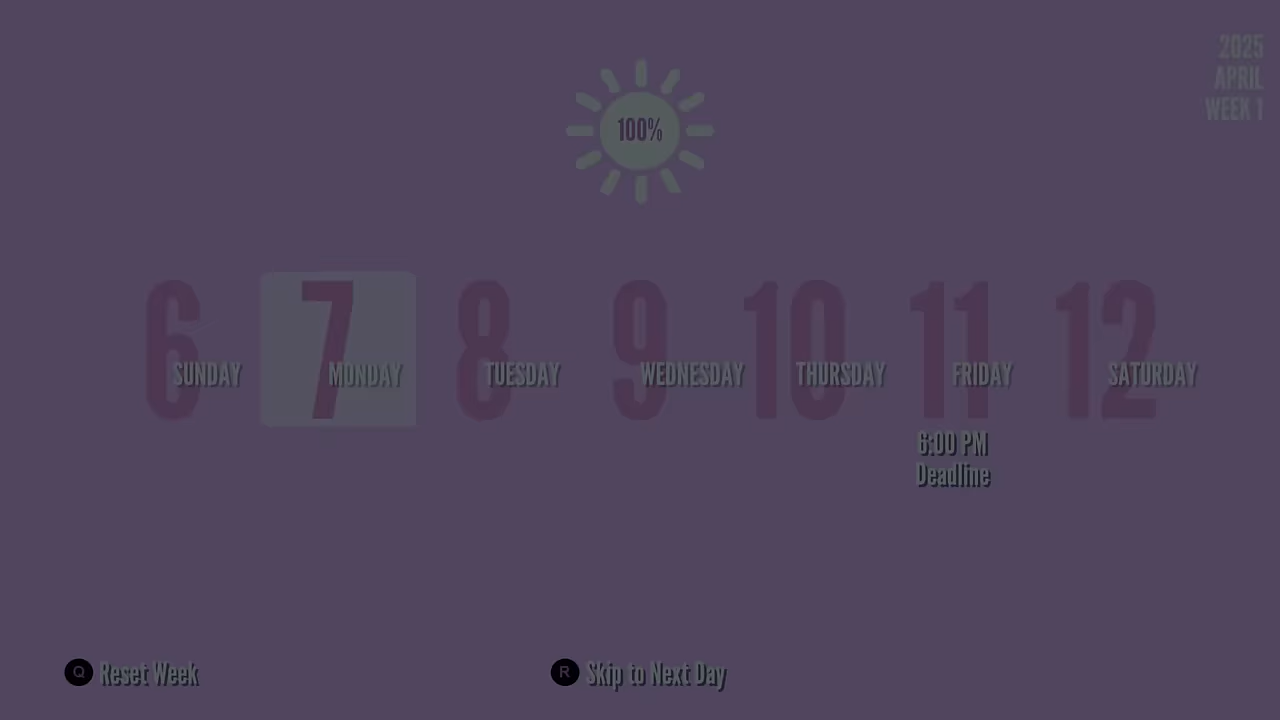 2025
APRIL
WEEK 1
100%
6 7 8 9 10 11 12
SUNDAY MONDAY TUESDAY WEDNESDAY THURSDAY FRIDAY SATURDAY
6:00 PM
Deadline
Q Reset Week R Skip to Next Day